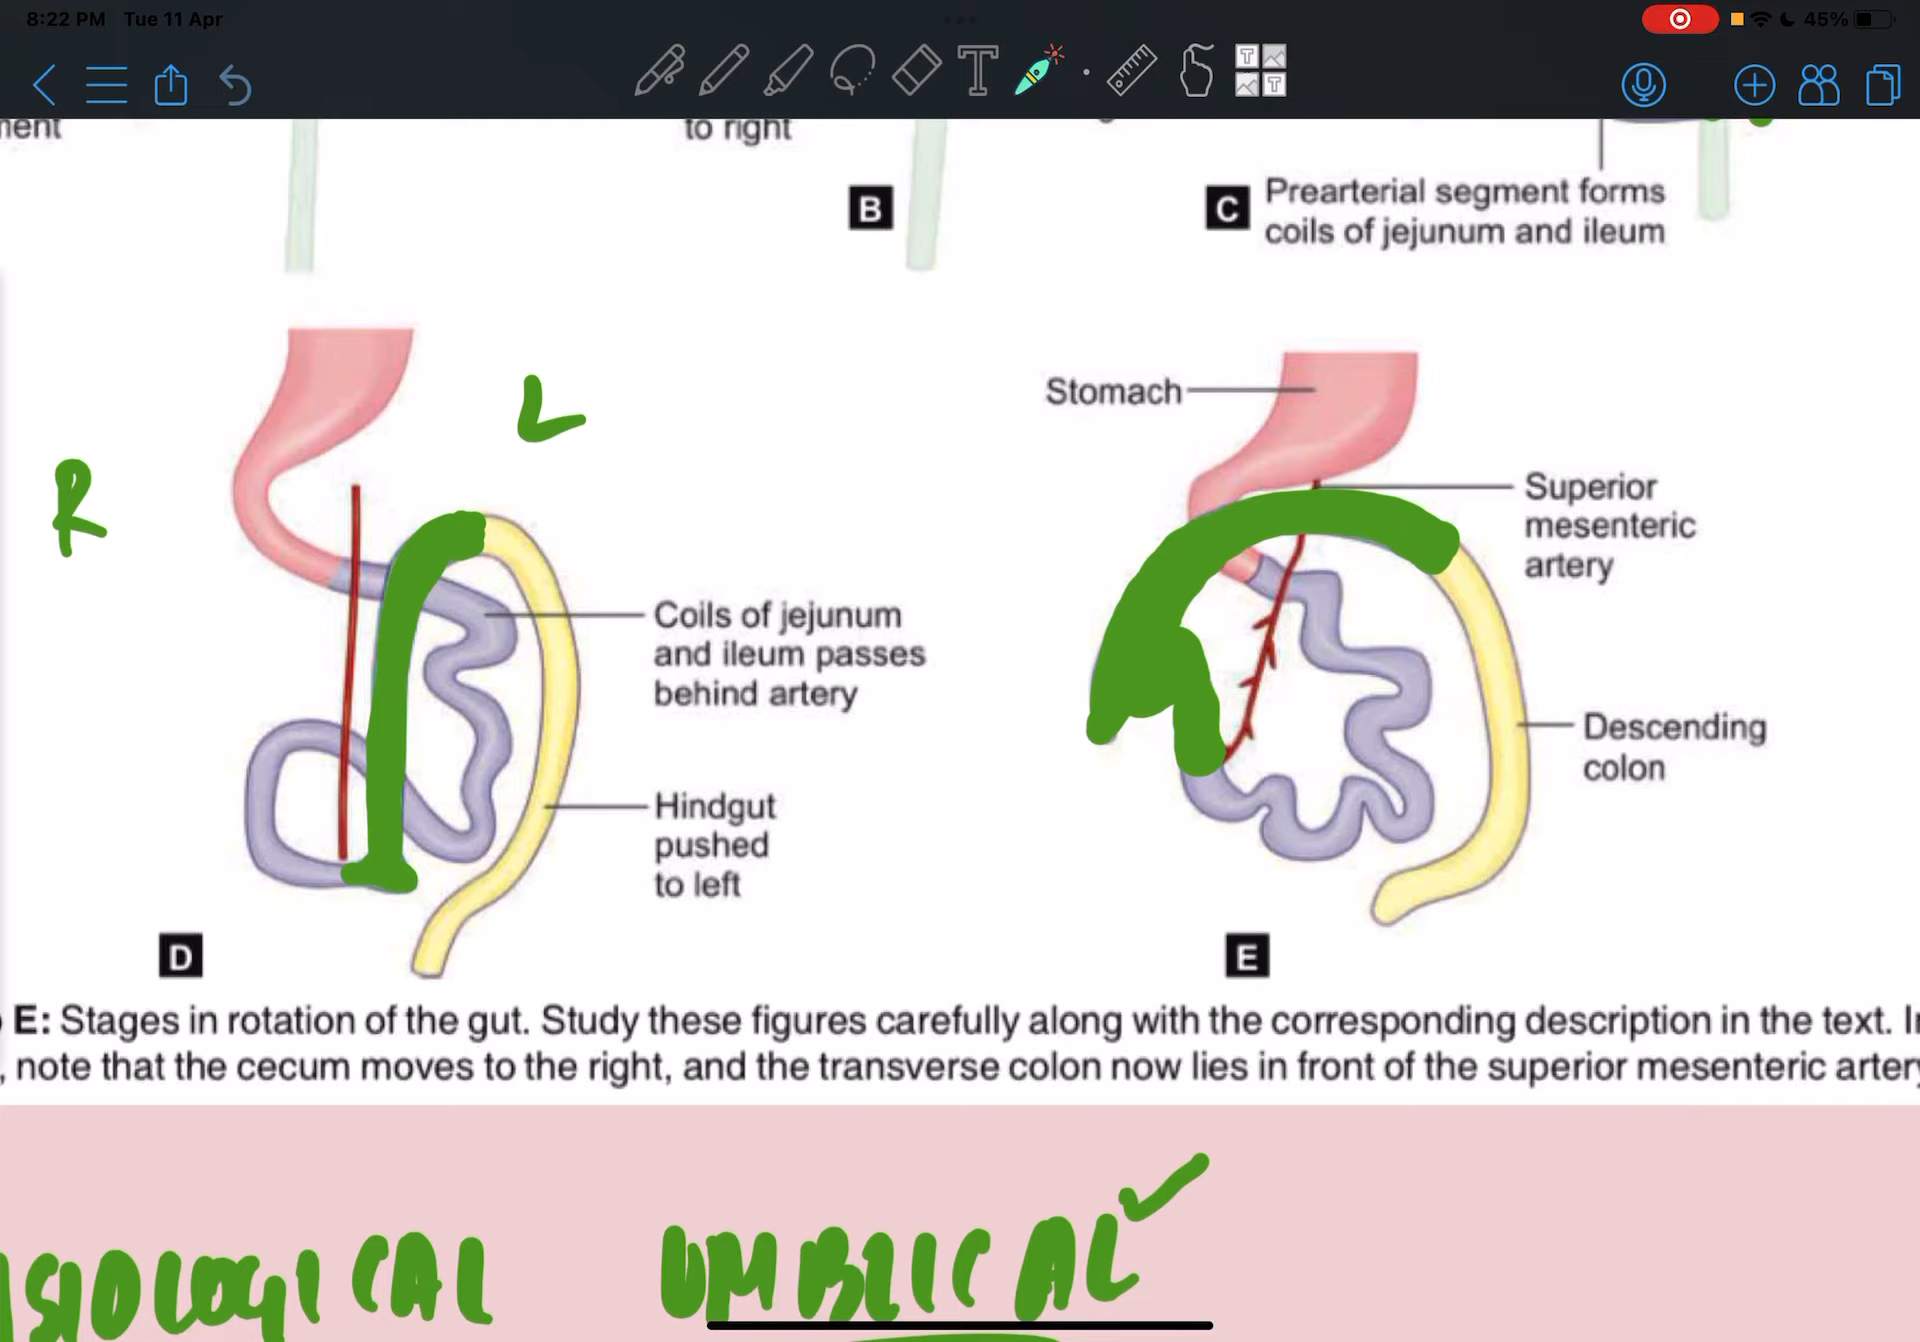 8:22 PM Tue 11 Apr
45%
T
T
T
to right
B
C
Prearterial segment forms
coils of jejunum and ileum
L
R
Stomach
Superior
mesenteric
artery
Coils of jejunum
and ileum passes
behind artery
Hindgut
pushed
to left
Descending
colon
D
E
E: Stages in rotation of the gut. Study these figures carefully along with the corresponding description in the text.
, note that the cecum moves to the right, and the transverse colon now lies in front of the superior mesenteric
UMBLICAL